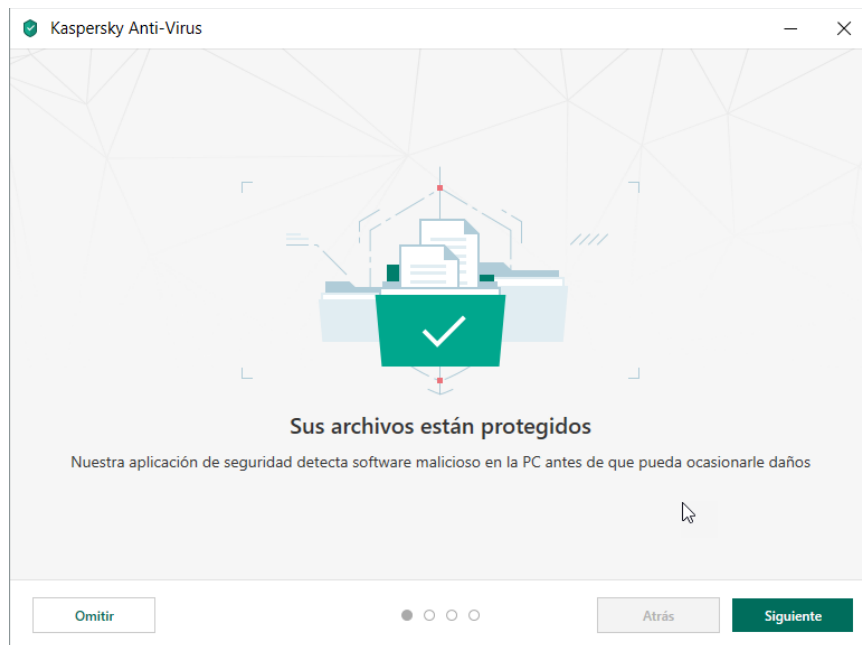 Kaspersky Anti-Virus
Sus archivos están protegidos
Nuestra aplicación de seguridad detecta software malicioso en la PC antes de que pueda ocasionarle daños
Omitir
Atrás
Siguiente